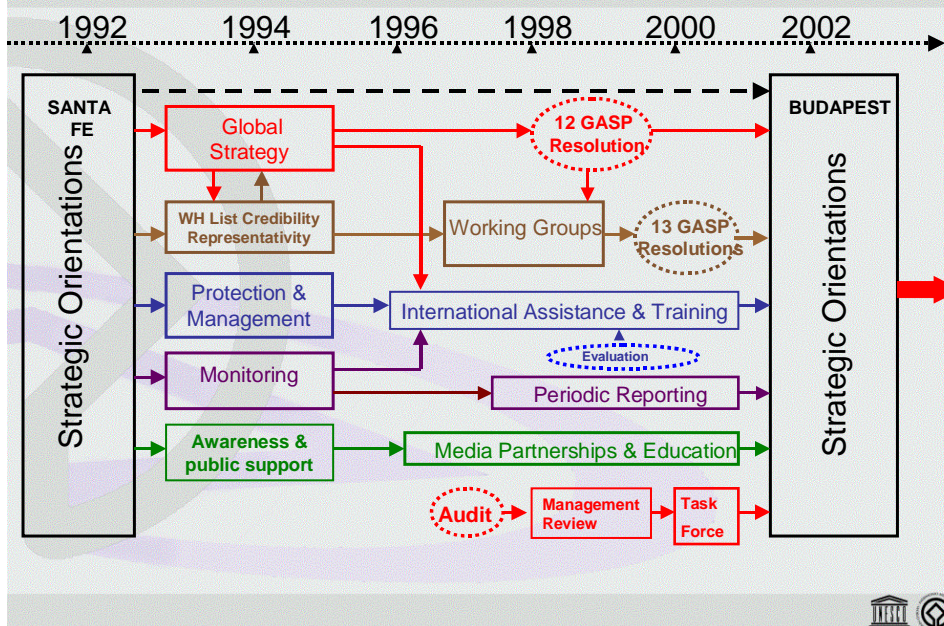 1992 1994 1996 1998 2000 2002
SANTA
FE
Strategic Orientations
Global
Strategy
12 GASP
Resolution
BUDAPEST
Strategic Orientations
WH List Credibility
Representativity
Working Groups
13 GASP
Resolutions
Protection &
Management
International Assistance & Training
Evaluation
Monitoring
Periodic Reporting
Awareness &
public support
Media Partnerships & Education
Audit
Management
Review
Task
Force
UNESCO